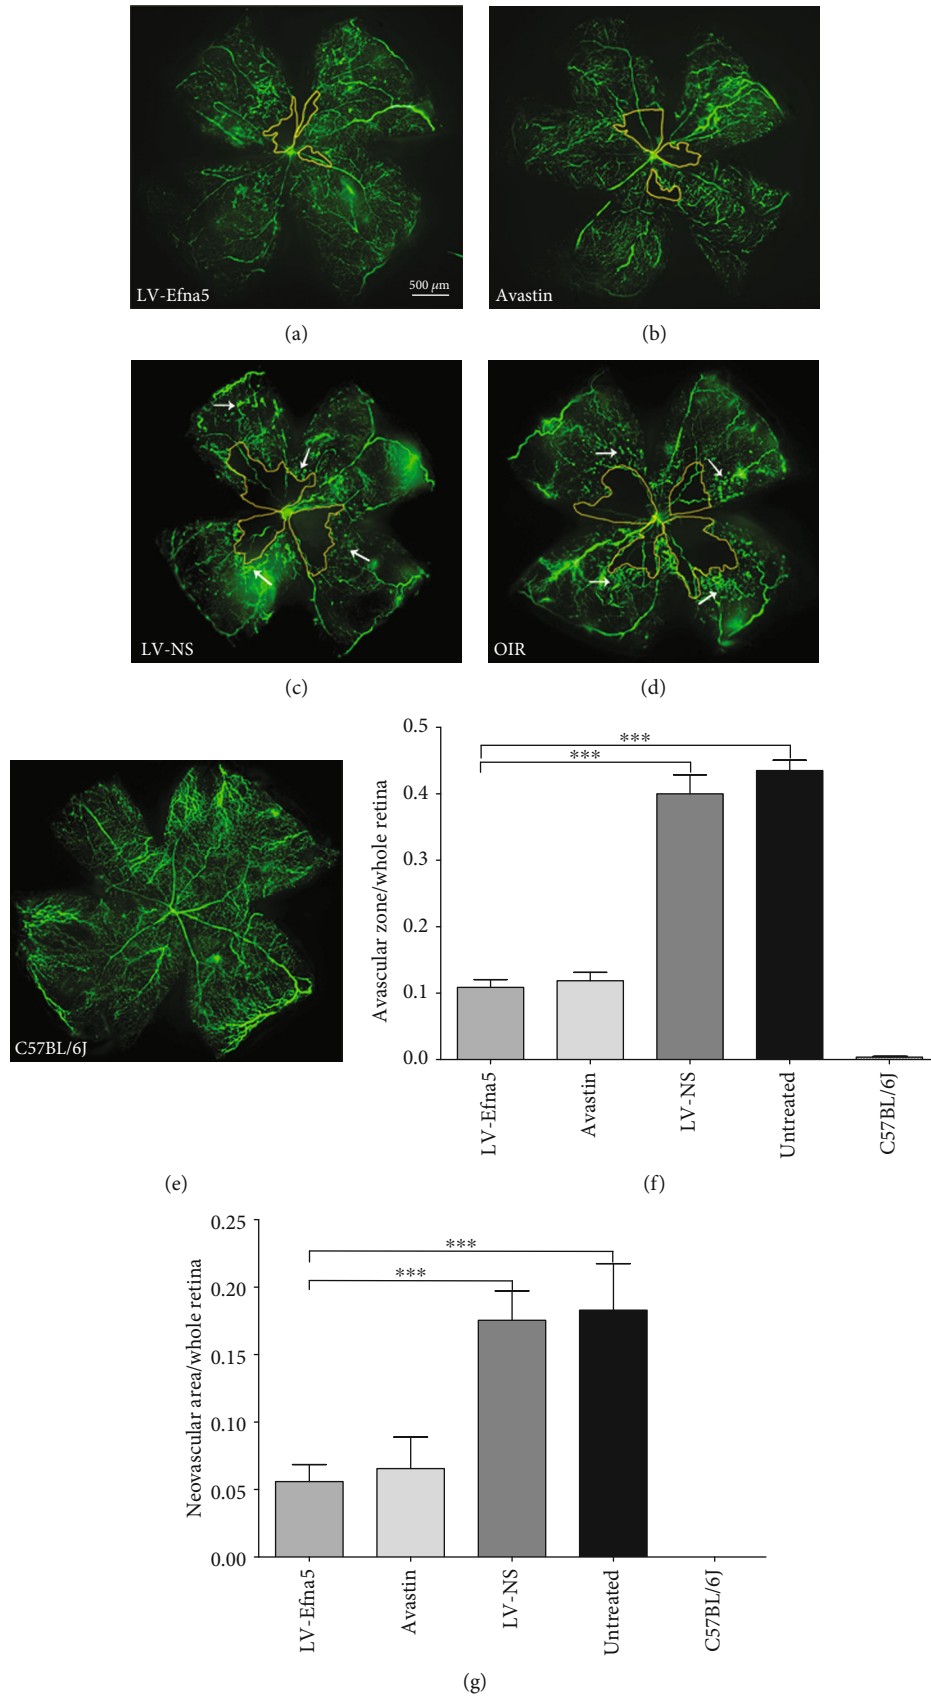 LV-Efna5
500 μm
(a)
Avastin
(b)
LV-NS
(c)
OIR
(d)
C57BL/6J
(e)
Avascular zone/whole retina
0.5
0.4
0.3
0.2
0.1
0.0
***
***
LV-Efna5
Avastin
LV-NS
Untreated
C57BL/6J
(f)
Neovascular area/whole retina
0.25
0.20
0.15
0.10
0.05
0.00
***
***
LV-Efna5
Avastin
LV-NS
Untreated
C57BL/6J
(g)